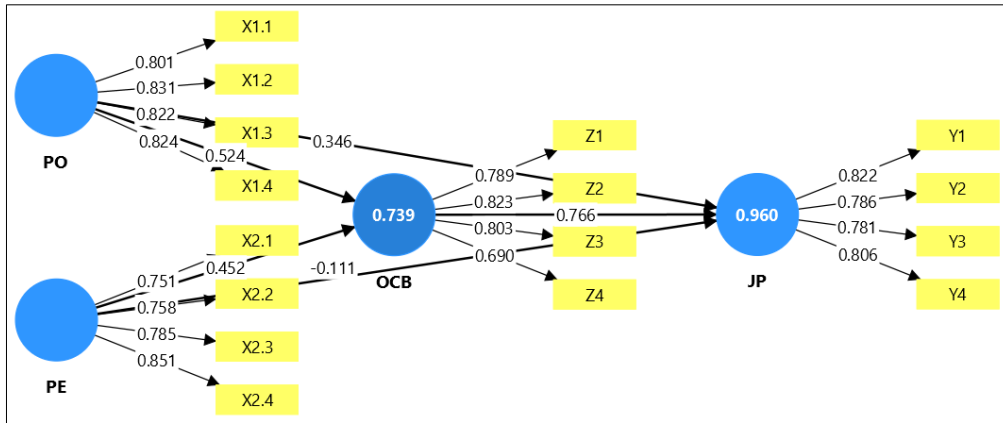 X1.1
0.801
X1.2
0.831
0.822
X1.3
0.346
0.824
0.524
PO
X1.4
Z1
0.789
Z2
0.823
0.739
0.766
0.803
Z3
0.690
OCB
Z4
Y1
0.822
Y2
0.786
0.960
0.781
Y3
0.806
JP
Y4
X2.1
0.452
-0.111
0.751
X2.2
0.758
0.785
X2.3
0.851
PE
X2.4